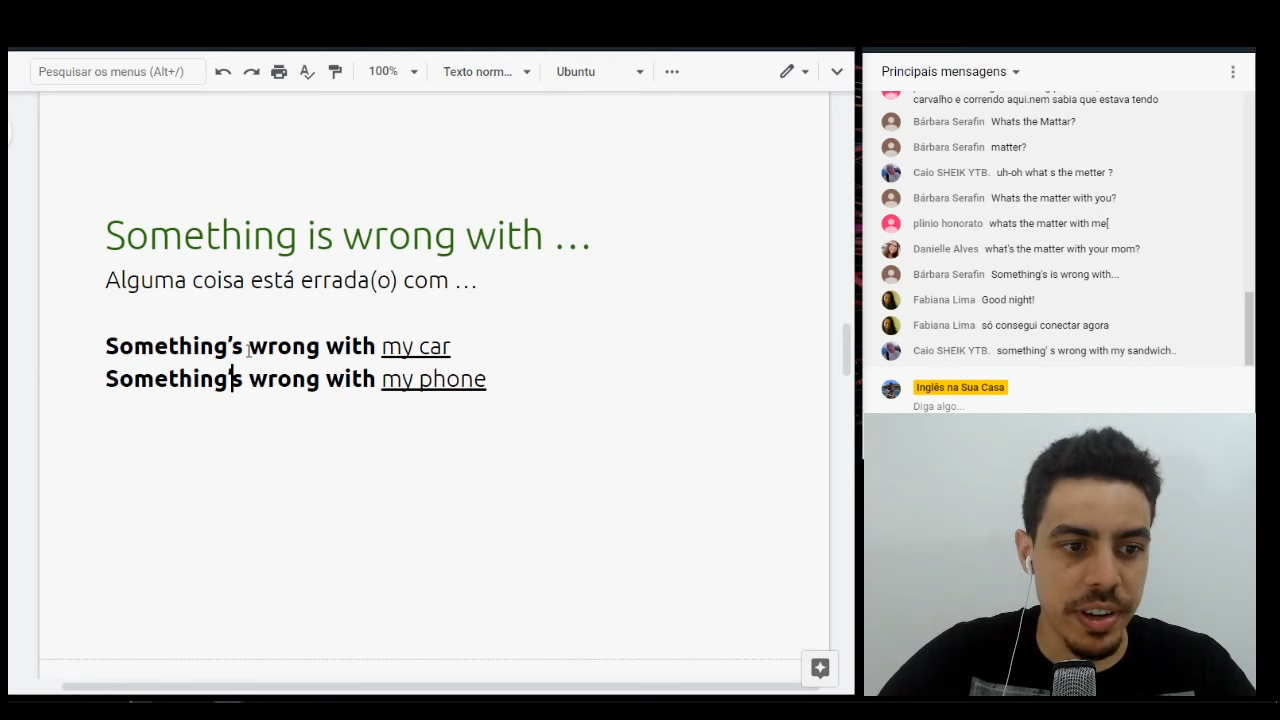 Pesquisar os menus (Alt+/)
100%
Texto norm...
Ubuntu
Something is wrong with …
Alguma coisa está errada(o) com …
Something’s wrong with my car
Something's wrong with my phone
Principais mensagens
carvalho e correndo aqui.nem sabia que estava tendo
Bárbara Serafin Whats the Mattar?
Bárbara Serafin matter?
Caio SHEIK YTB. uh-oh what s the metter ?
Bárbara Serafin Whats the matter with you?
plinio honorato whats the matter with me[
Danielle Alves what's the matter with your mom?
Bárbara Serafin Something's is wrong with...
Fabiana Lima Good night!
Fabiana Lima só consegui conectar agora
Caio SHEIK YTB. something' s wrong with my sandwich..
Inglês na Sua Casa
Diga algo...